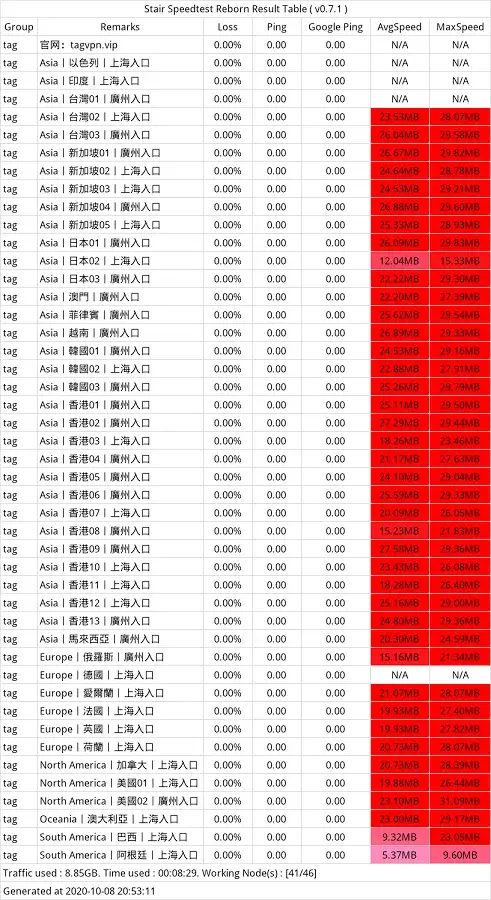 Stair Speedtest Reborn Result Table ( v0.7.1 )
Group Remarks Loss Ping Google Ping AvgSpeed MaxSpeed
tag 官网：tagvpn.vip 0.00% 0.00 0.00 N/A N/A
tag Asia丨以色列丨上海入口 0.00% 0.00 0.00 N/A N/A
tag Asia丨印度丨上海入口 0.00% 0.00 0.00 N/A N/A
tag Asia丨台灣01丨廣州入口 0.00% 0.00 0.00 N/A N/A
tag Asia丨台灣02丨上海入口 0.00% 0.00 0.00 23.53MB 28.07MB
tag Asia丨台灣03丨廣州入口 0.00% 0.00 0.00 26.04MB 29.58MB
tag Asia丨新加坡01丨廣州入口 0.00% 0.00 0.00 26.67MB 29.82MB
tag Asia丨新加坡02丨上海入口 0.00% 0.00 0.00 24.64MB 28.78MB
tag Asia丨新加坡03丨上海入口 0.00% 0.00 0.00 24.53MB 29.21MB
tag Asia丨新加坡04丨廣州入口 0.00% 0.00 0.00 26.88MB 29.60MB
tag Asia丨新加坡05丨上海入口 0.00% 0.00 0.00 25.33MB 28.93MB
tag Asia丨日本01丨廣州入口 0.00% 0.00 0.00 26.09MB 29.83MB
tag Asia丨日本02丨上海入口 0.00% 0.00 0.00 12.04MB 15.33MB
tag Asia丨日本03丨廣州入口 0.00% 0.00 0.00 22.22MB 29.30MB
tag Asia丨澳門丨廣州入口 0.00% 0.00 0.00 22.20MB 27.39MB
tag Asia丨菲律賓丨廣州入口 0.00% 0.00 0.00 25.62MB 29.54MB
tag Asia丨越南丨廣州入口 0.00% 0.00 0.00 26.89MB 29.33MB
tag Asia丨韓國01丨廣州入口 0.00% 0.00 0.00 24.53MB 29.16MB
tag Asia丨韓國02丨上海入口 0.00% 0.00 0.00 22.88MB 27.91MB
tag Asia丨韓國03丨廣州入口 0.00% 0.00 0.00 25.26MB 29.79MB
tag Asia丨香港01丨廣州入口 0.00% 0.00 0.00 25.11MB 29.50MB
tag Asia丨香港02丨廣州入口 0.00% 0.00 0.00 27.29MB 29.44MB
tag Asia丨香港03丨上海入口 0.00% 0.00 0.00 18.26MB 23.46MB
tag Asia丨香港04丨廣州入口 0.00% 0.00 0.00 21.17MB 27.63MB
tag Asia丨香港05丨廣州入口 0.00% 0.00 0.00 24.10MB 29.04MB
tag Asia丨香港06丨廣州入口 0.00% 0.00 0.00 25.59MB 29.33MB
tag Asia丨香港07丨上海入口 0.00% 0.00 0.00 20.09MB 26.05MB
tag Asia丨香港08丨廣州入口 0.00% 0.00 0.00 15.23MB 21.83MB
tag Asia丨香港09丨廣州入口 0.00% 0.00 0.00 27.58MB 29.36MB
tag Asia丨香港10丨上海入口 0.00% 0.00 0.00 23.43MB 26.08MB
tag Asia丨香港11丨上海入口 0.00% 0.00 0.00 18.28MB 26.40MB
tag Asia丨香港12丨上海入口 0.00% 0.00 0.00 25.16MB 29.00MB
tag Asia丨香港13丨廣州入口 0.00% 0.00 0.00 24.80MB 29.36MB
tag Asia丨馬來西亞丨廣州入口 0.00% 0.00 0.00 20.30MB 24.59MB
tag Europe丨俄羅斯丨廣州入口 0.00% 0.00 0.00 15.16MB 21.34MB
tag Europe丨德國丨上海入口 0.00% 0.00 0.00 N/A N/A
tag Europe丨愛爾蘭丨上海入口 0.00% 0.00 0.00 21.07MB 28.07MB
tag Europe丨法國丨上海入口 0.00% 0.00 0.00 19.93MB 27.40MB
tag Europe丨英國丨上海入口 0.00% 0.00 0.00 19.93MB 27.82MB
tag Europe丨荷蘭丨上海入口 0.00% 0.00 0.00 20.73MB 28.07MB
tag North America丨加拿大丨上海入口 0.00% 0.00 0.00 20.73MB 28.39MB
tag North America丨美國01丨上海入口 0.00% 0.00 0.00 19.88MB 26.44MB
tag North America丨美國02丨廣州入口 0.00% 0.00 0.00 23.10MB 31.09MB
tag Oceania丨澳大利亞丨上海入口 0.00% 0.00 0.00 23.00MB 29.17MB
tag South America丨巴西丨上海入口 0.00% 0.00 0.00 9.32MB 23.05MB
tag South America丨阿根廷丨上海入口 0.00% 0.00 0.00 5.37MB 9.60MB
Traffic used : 8.85GB. Time used : 00:08:29. Working Node(s) : [41/46]
Generated at 2020-10-08 20:53:11